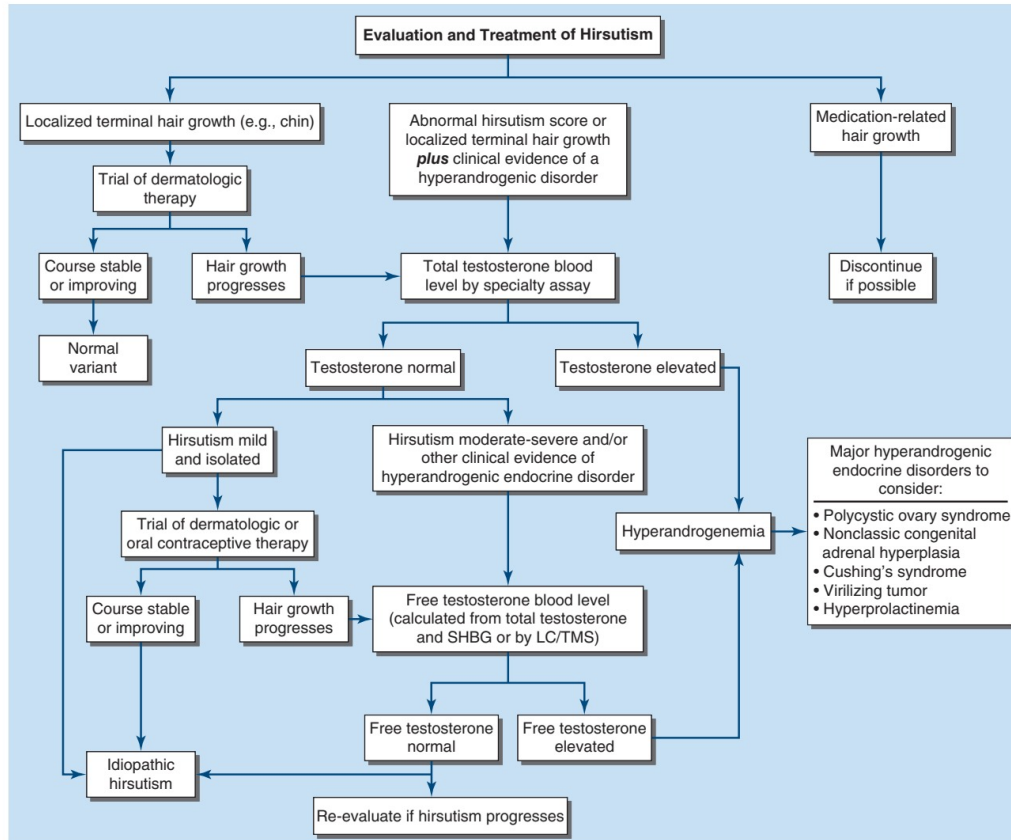 Evaluation and Treatment of Hirsutism
Localized terminal hair growth (e.g., chin)
Abnormal hirsutism score or
localized terminal hair growth
plus clinical evidence of a
hyperandrogenic disorder
Medication-related
hair growth
Trial of dermatologic
therapy
Course stable
or improving
Hair growth
progresses
Total testosterone blood
level by specialty assay
Discontinue
if possible
Normal
variant
Testosterone normal
Testosterone elevated
Hirsutism mild
and isolated
Hirsutism moderate-severe and/or
other clinical evidence of
hyperandrogenic endocrine disorder
Major hyperandrogenic
endocrine disorders to
consider:
• Polycystic ovary syndrome
• Nonclassic congenital
adrenal hyperplasia
• Cushing's syndrome
• Virilizing tumor
• Hyperprolactinemia
Trial of dermatologic or
oral contraceptive therapy
Hyperandrogenemia
Course stable
or improving
Hair growth
progresses
Free testosterone blood level
(calculated from total testosterone
and SHBG or by LC/TMS)
Free testosterone
normal
Free testosterone
elevated
Idiopathic
hirsutism
Re-evaluate if hirsutism progresses